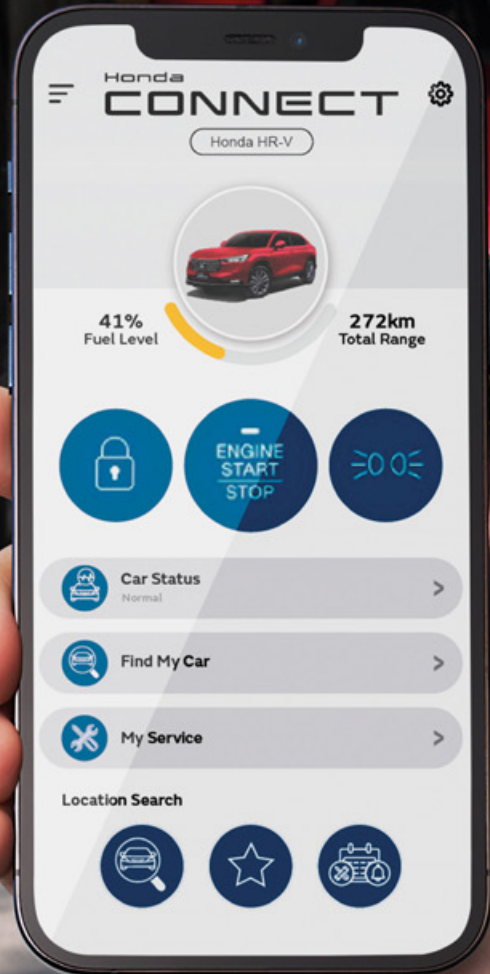 Honda
CONNECT
Honda HR-V
41%
Fuel Level
272km
Total Range
ENGINE
START
STOP
Car Status
Normal
>
Find My Car
>
My Service
>
Location Search